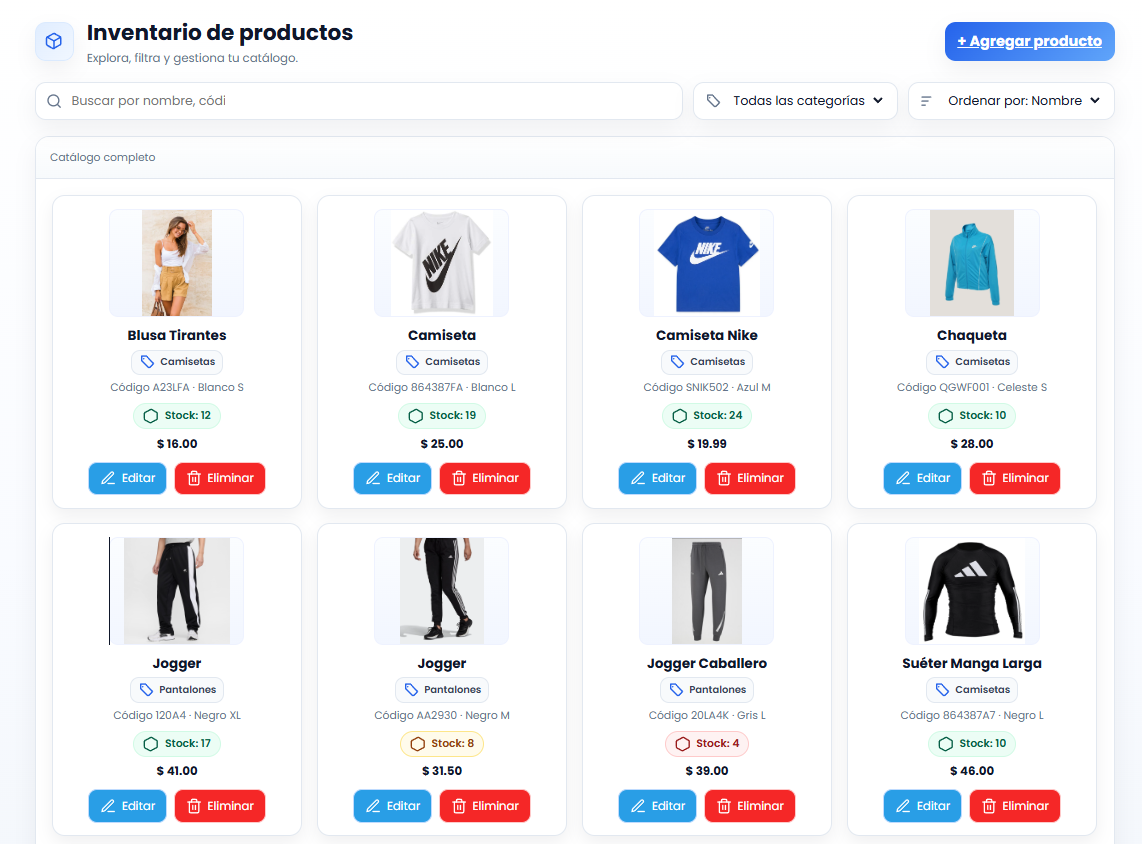 Inventario de productos
Explora, filtra y gestiona tu catálogo.
+ Agregar producto
Buscar por nombre, códi
Todas las categorías
Ordenar por: Nombre
Catálogo completo
Blusa Tirantes
Camisetas
Código A23LFA · Blanco S
Stock: 12
$ 16.00
Editar
Eliminar
NIKE
Camiseta
Camisetas
Código 864387FA · Blanco L
Stock: 19
$ 25.00
Editar
Eliminar
NIKE
Camiseta Nike
Camisetas
Código SNIK502 · Azul M
Stock: 24
$ 19.99
Editar
Eliminar
Chaqueta
Camisetas
Código QGWF001 · Celeste S
Stock: 10
$ 28.00
Editar
Eliminar
Jogger
Pantalones
Código 120A4 · Negro XL
Stock: 17
$ 41.00
Editar
Eliminar
Jogger
Pantalones
Código AA2930 · Negro M
Stock: 8
$ 31.50
Editar
Eliminar
Jogger Caballero
Pantalones
Código 20LA4K · Gris L
Stock: 4
$ 39.00
Editar
Eliminar
Suéter Manga Larga
Camisetas
Código 864387A7 · Negro L
Stock: 10
$ 46.00
Editar
Eliminar